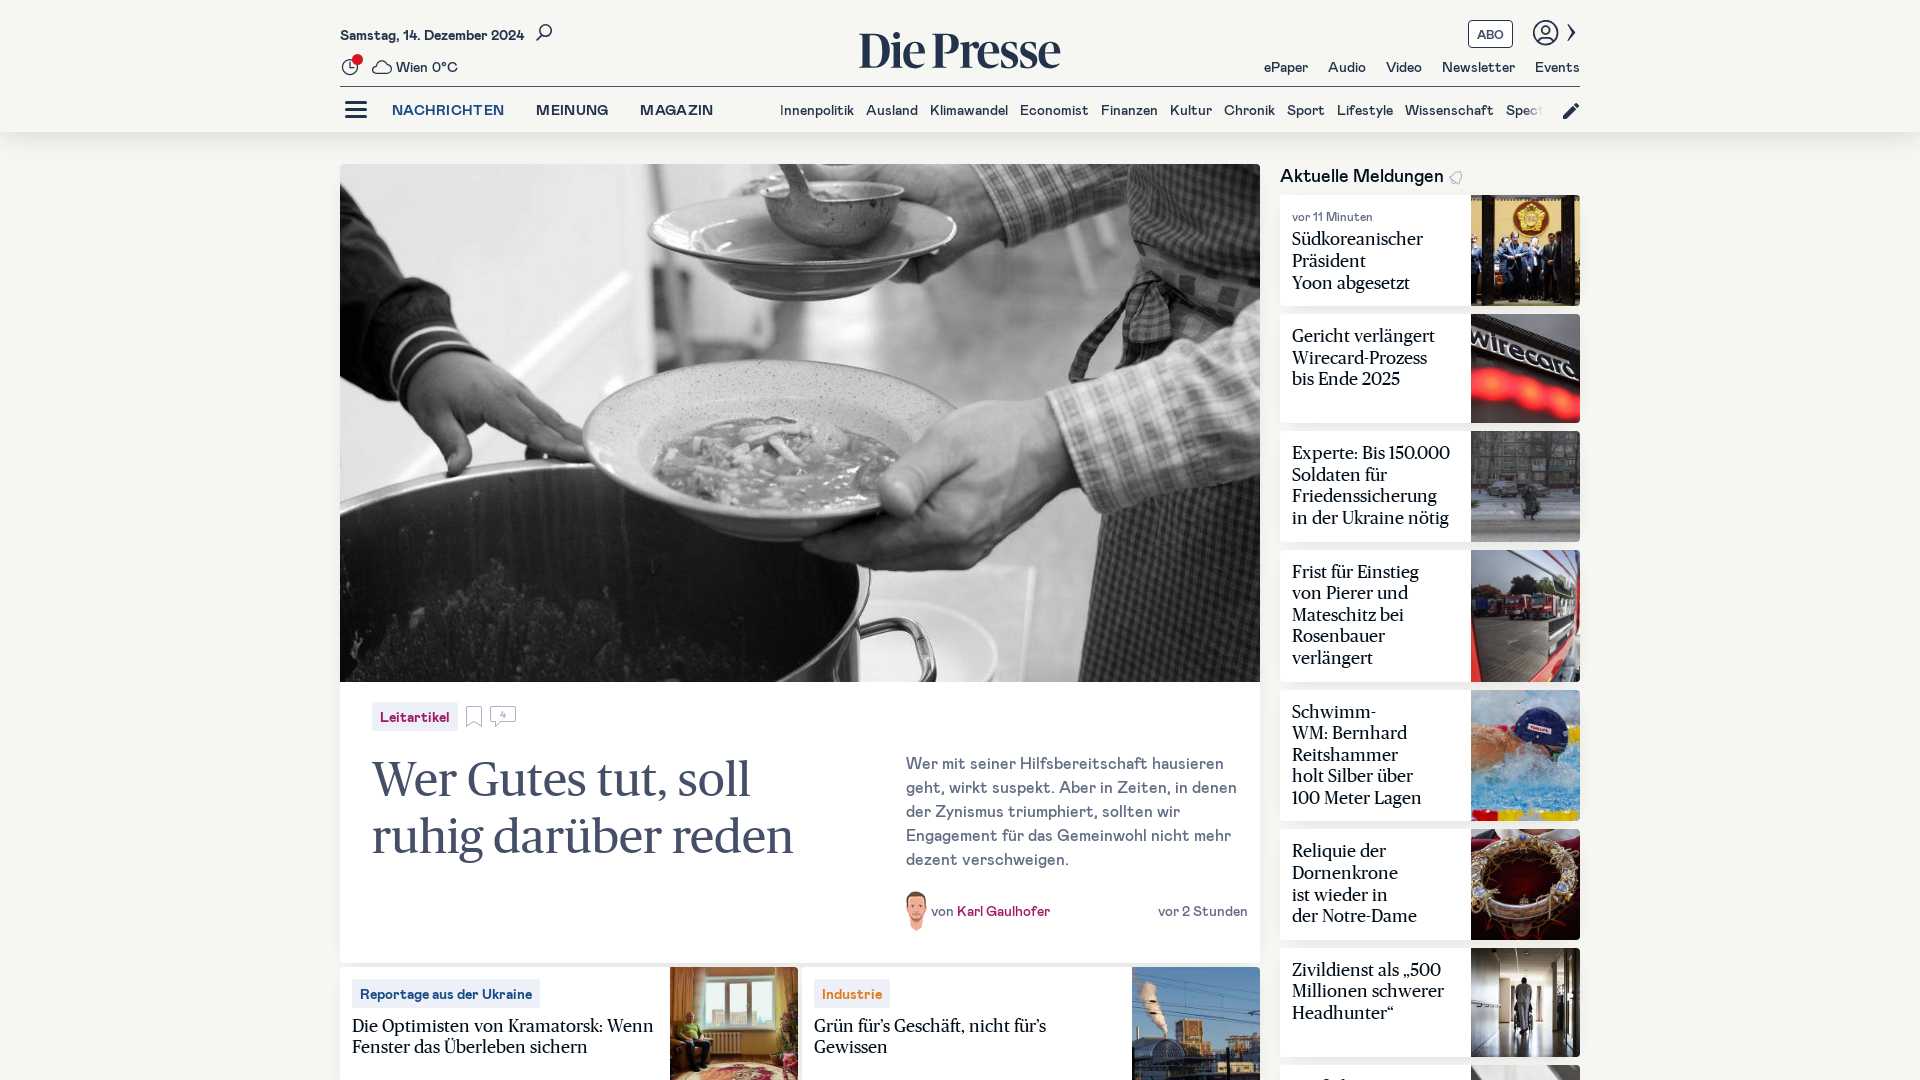 Samstag, 14. Dezember 2024
Wien 0°C
Die Presse
ABO
ePaper Audio Video Newsletter Events
NACHRICHTEN MEINUNG MAGAZIN
Innenpolitik Ausland Klimawandel Economist Finanzen Kultur Chronik Sport Lifestyle Wissenschaft Spect
Leitartikel
4
Wer Gutes tut, soll
ruhig darüber reden
Wer mit seiner Hilfsbereitschaft hausieren
geht, wirkt suspekt. Aber in Zeiten, in denen
der Zynismus triumphiert, sollten wir
Engagement für das Gemeinwohl nicht mehr
dezent verschweigen.
von Karl Gaulhofer
vor 2 Stunden
Reportage aus der Ukraine
Die Optimisten von Kramatorsk: Wenn
Fenster das Überleben sichern
Industrie
Grün für’s Geschäft, nicht für’s
Gewissen
Aktuelle Meldungen
vor 11 Minuten
Südkoreanischer
Präsident
Yoon abgesetzt
Gericht verlängert
Wirecard-Prozess
bis Ende 2025
wirecard
Experte: Bis 150.000
Soldaten für
Friedenssicherung
in der Ukraine nötig
Frist für Einstieg
von Pierer und
Mateschitz bei
Rosenbauer
verlängert
Schwimm-
WM: Bernhard
Reitshammer
holt Silber über
100 Meter Lagen
Reliquie der
Dornenkrone
ist wieder in
der Notre-Dame
Zivildienst als „500
Millionen schwerer
Headhunter“